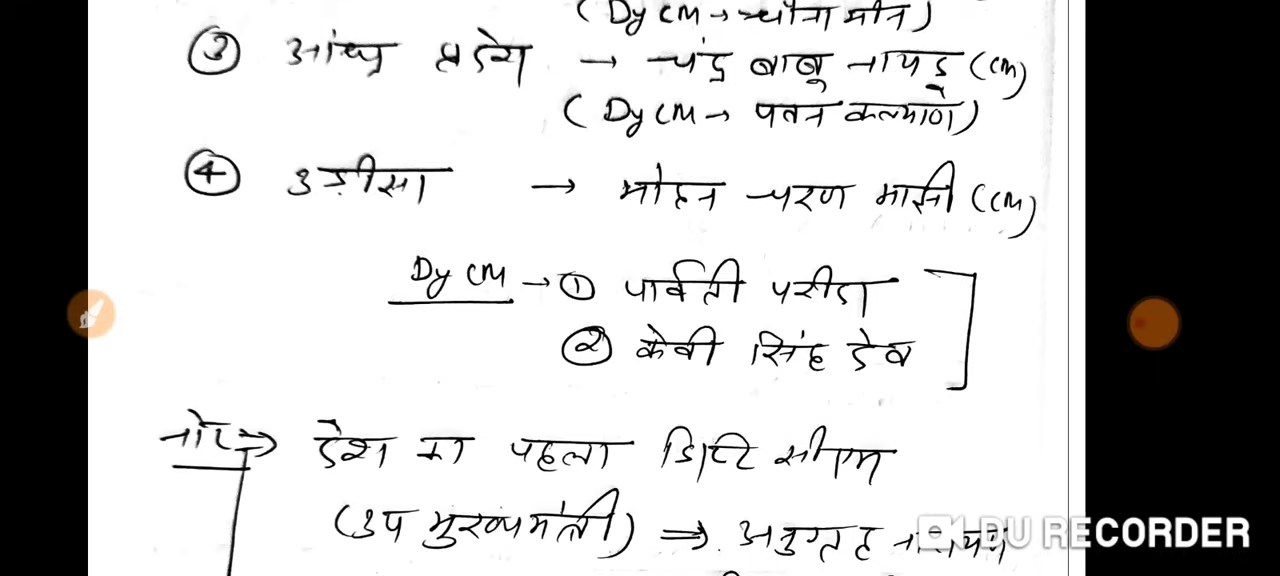 (Dy CM → चौना मीन)
③ आंध्र प्रदेश → चंद्र बाबू नायडू (CM)
(Dy CM → पवन कल्याण)
④ उड़ीसा → मोहन चरण माझी (CM)
Dy CM → ① पार्वती परीडा
② केवी सिंह देव
नोट ⇒ देश का पहला डिप्टी सीएम
(उप मुख्यमंत्री) ⇒ अनुग्रह
DU RECORDER